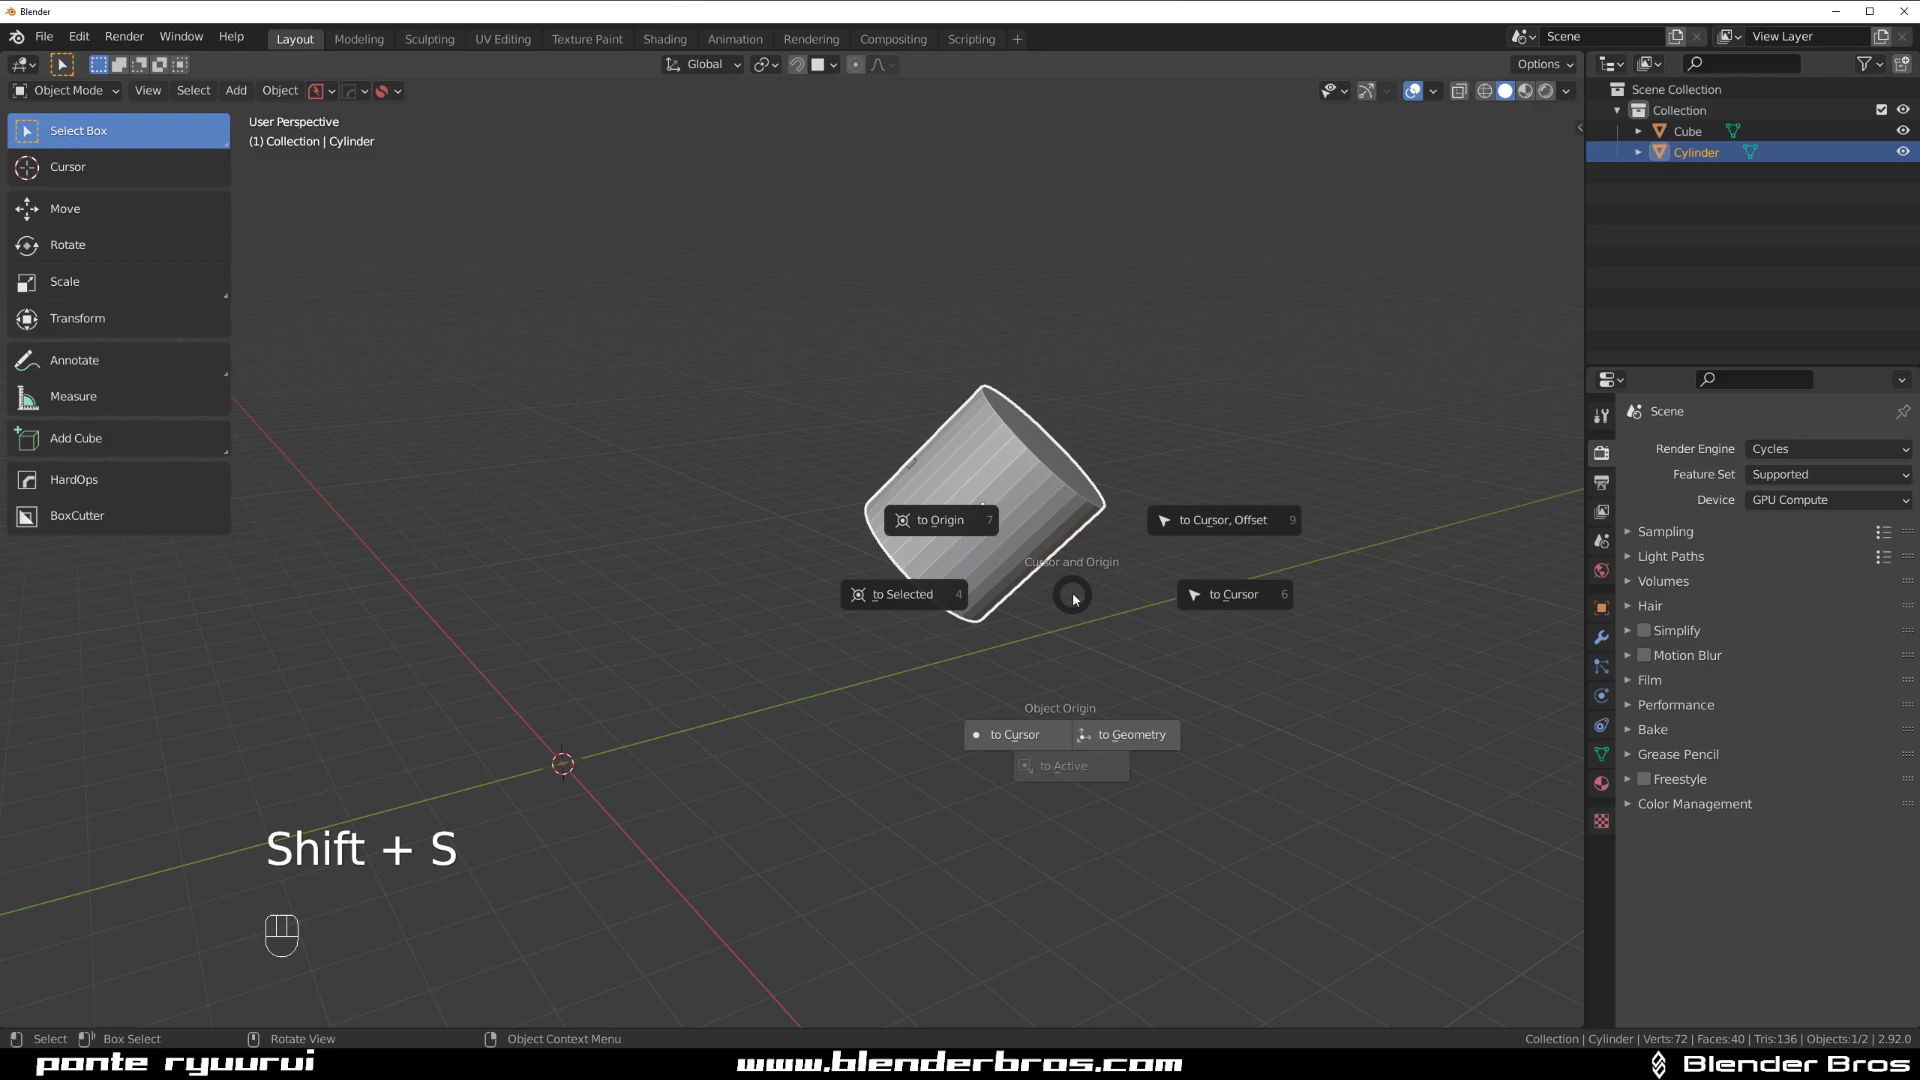 Blender
File Edit Render Window Help
Layout Modeling Sculpting UV Editing Texture Paint Shading Animation Rendering Compositing Scripting +
Scene
View Layer
Global
Options
Object Mode View Select Add Object
User Perspective
(1) Collection | Cylinder
Select Box
Cursor
Move
Rotate
Scale
Transform
Annotate
Measure
Add Cube
HardOps
BoxCutter
to Origin 7
to Cursor, Offset 9
Cursor and Origin
to Selected 4
to Cursor 6
Object Origin
to Cursor
to Geometry
to Active
Shift + S
Scene Collection
Collection
Cube
Cylinder
Scene
Render Engine Cycles
Feature Set Supported
Device GPU Compute
Sampling
Light Paths
Volumes
Hair
Simplify
Motion Blur
Film
Performance
Bake
Grease Pencil
Freestyle
Color Management
Select Box Select Rotate View Object Context Menu
Collection | Cylinder | Verts:72 | Faces:40 | Tris:136 | Objects:1/2 | 2.92.0
ponte ryuurui
www.blenderbros.com
Blender Bros